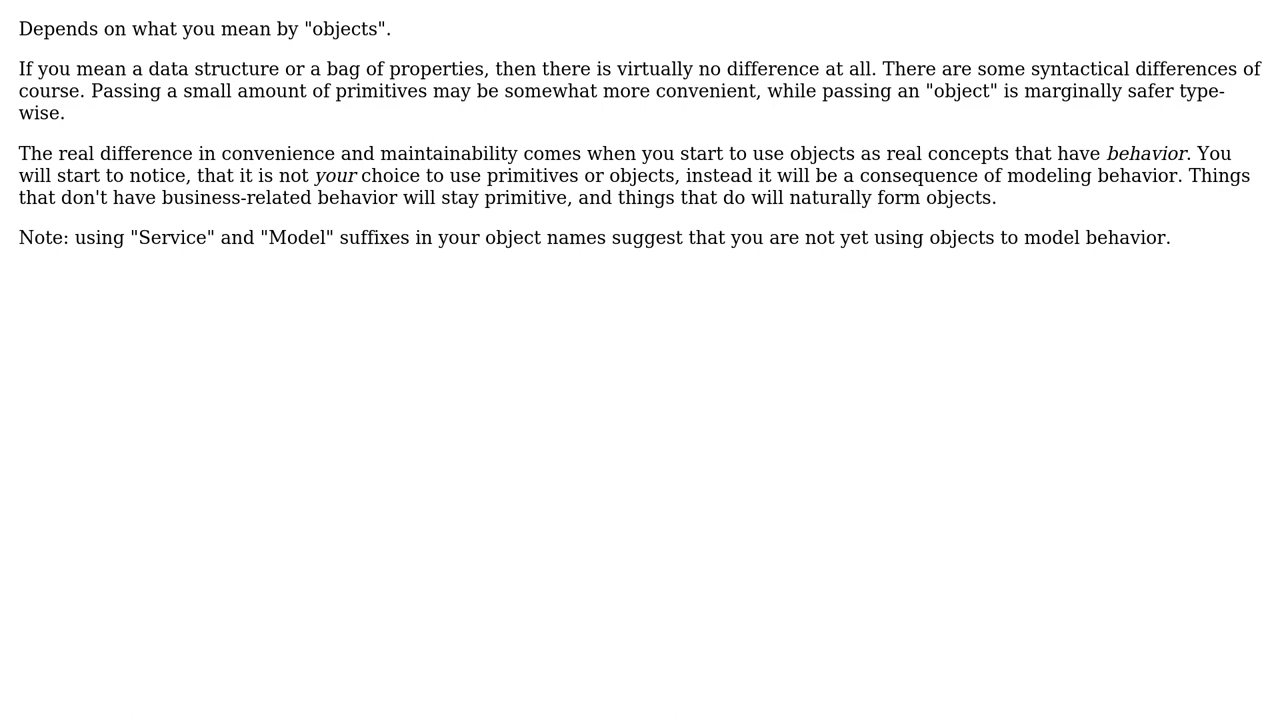 Depends on what you mean by "objects".
If you mean a data structure or a bag of properties, then there is virtually no difference at all. There are some syntactical differences of
course. Passing a small amount of primitives may be somewhat more convenient, while passing an "object" is marginally safer type-
wise.
The real difference in convenience and maintainability comes when you start to use objects as real concepts that have behavior. You
will start to notice, that it is not your choice to use primitives or objects, instead it will be a consequence of modeling behavior. Things
that don't have business-related behavior will stay primitive, and things that do will naturally form objects.
Note: using "Service" and "Model" suffixes in your object names suggest that you are not yet using objects to model behavior.